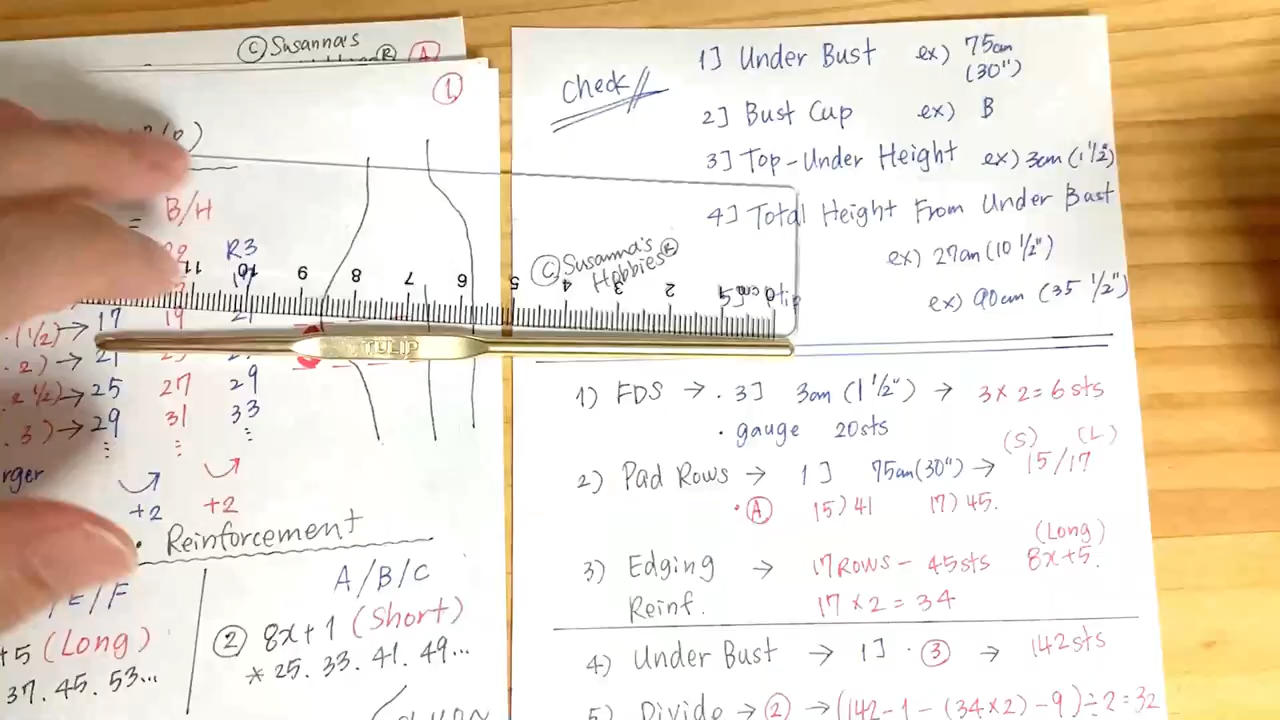 Ⓒ Susanna's
Ⓡ Ⓐ
①
= B/H
R3
(1/2) → 17 19 21
2) → 21
2 1/2) → 25 27 29
3) → 29 31 33
+2 +2
• Reinforcement
E/F
+5 (Long)
37. 45. 53...
A/B/C
② 8x+1 (Short)
* 25. 33. 41. 49...
11 10 9 8 7 6 5 4 3 2 1 0
Ⓒ Susanna's
Hobbies Ⓡ
TULIP
Check
1] Under Bust ex) 75cm
(30")
2] Bust Cup ex) B
3] Top-Under Height ex) 3cm (1 1/2")
4] Total Height From Under Bust
ex) 27cm (10 1/2")
ex) 90cm (35 1/2")
1) FDS → . 3] 3cm (1 1/2") → 3 x 2 = 6 sts
• gauge 20sts
(S) (L)
2) Pad Rows → 1] 75cm (30") → 15/17
• Ⓐ 15) 41 17) 45.
(Long)
3) Edging → 17 Rows - 45sts 8x+5.
Reinf. 17 x 2 = 34
4) Under Bust → 1] . ③ → 142sts
5) Divide → ② → (142-1-(34x2)-9)÷2=32